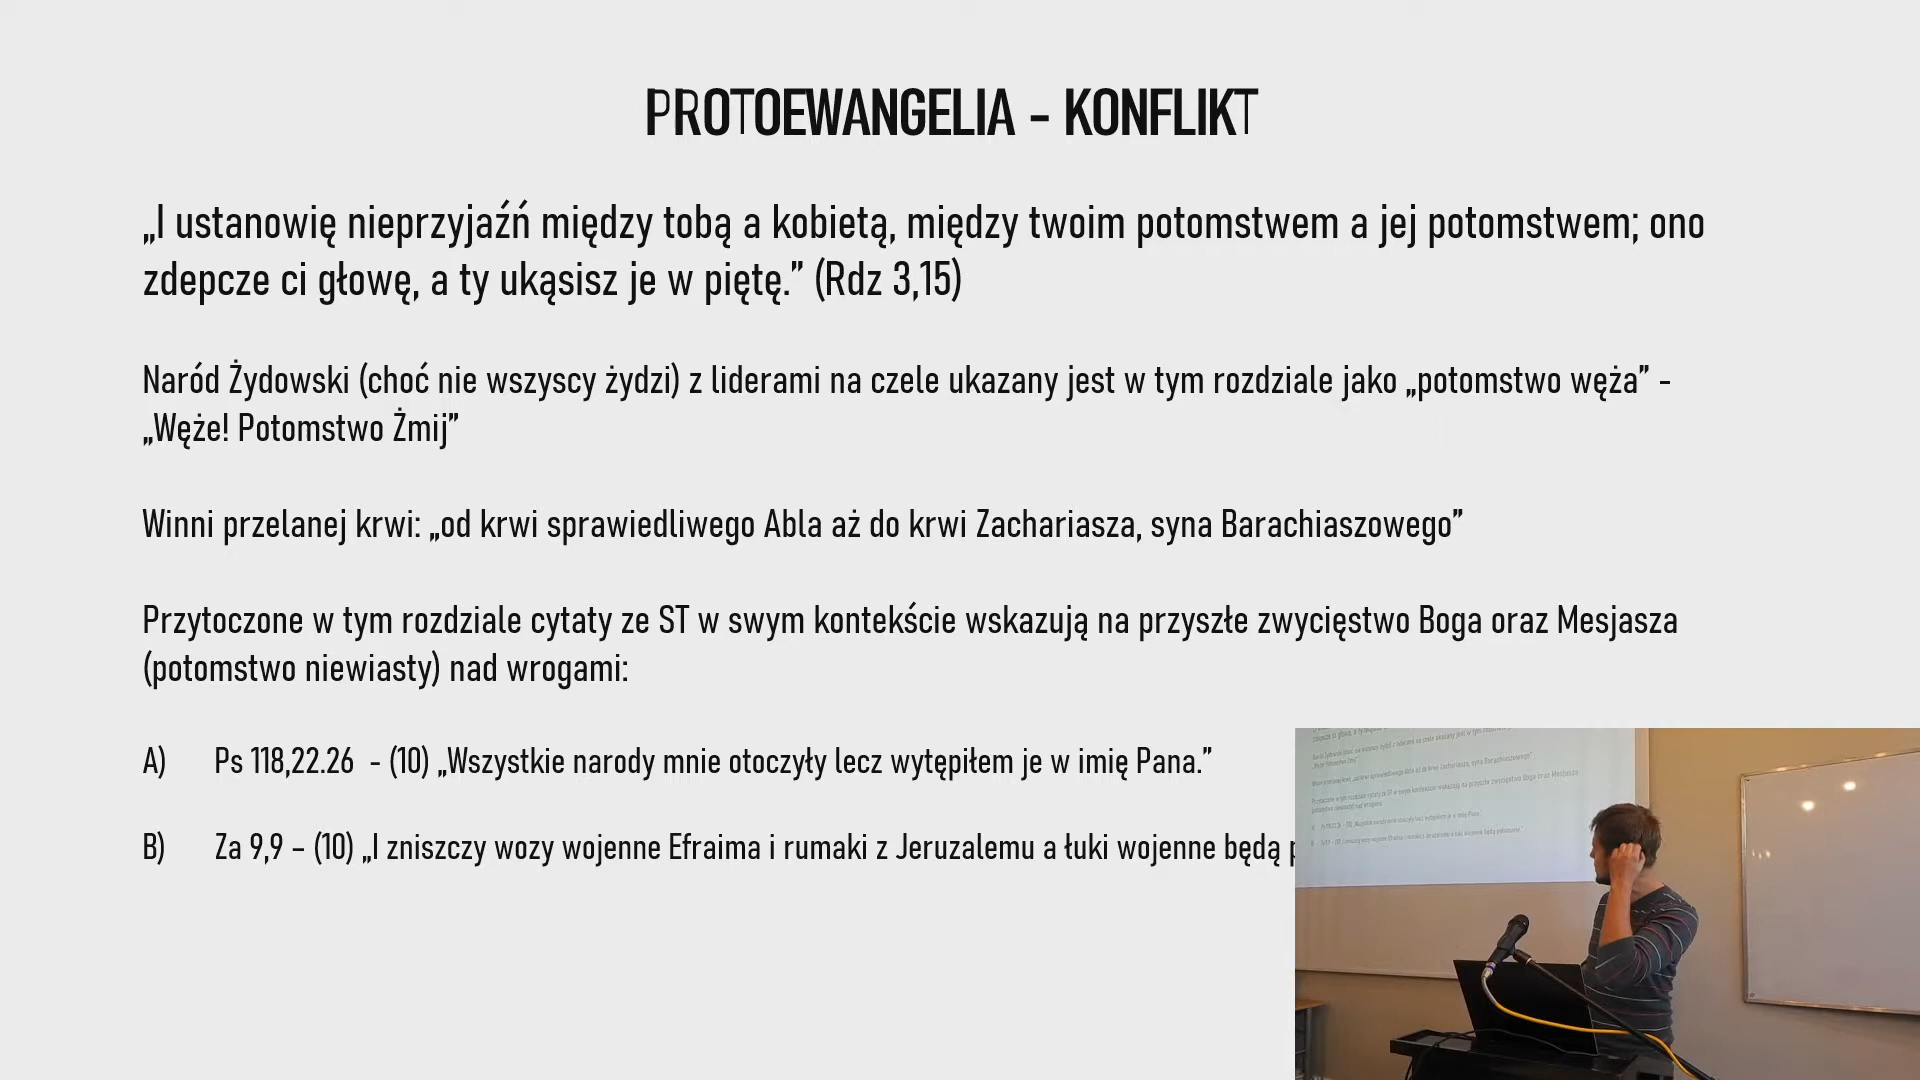 PROTOEWANGELIA - KONFLIKT
„I ustanowię nieprzyjaźń między tobą a kobietą, między twoim potomstwem a jej potomstwem; ono
zdepcze ci głowę, a ty ukąsisz je w piętę.” (Rdz 3,15)
Naród Żydowski (choć nie wszyscy żydzi) z liderami na czele ukazany jest w tym rozdziale jako „potomstwo węża” -
„Węże! Potomstwo Żmij”
Winni przelanej krwi: „od krwi sprawiedliwego Abla aż do krwi Zachariasza, syna Barachiaszowego”
Przytoczone w tym rozdziale cytaty ze ST w swym kontekście wskazują na przyszłe zwycięstwo Boga oraz Mesjasza
(potomstwo niewiasty) nad wrogami:
A) Ps 118,22.26 - (10) „Wszystkie narody mnie otoczyły lecz wytępiłem je w imię Pana.”
B) Za 9,9 – (10) „I zniszczy wozy wojenne Efraima i rumaki z Jeruzalemu a łuki wojenne będą